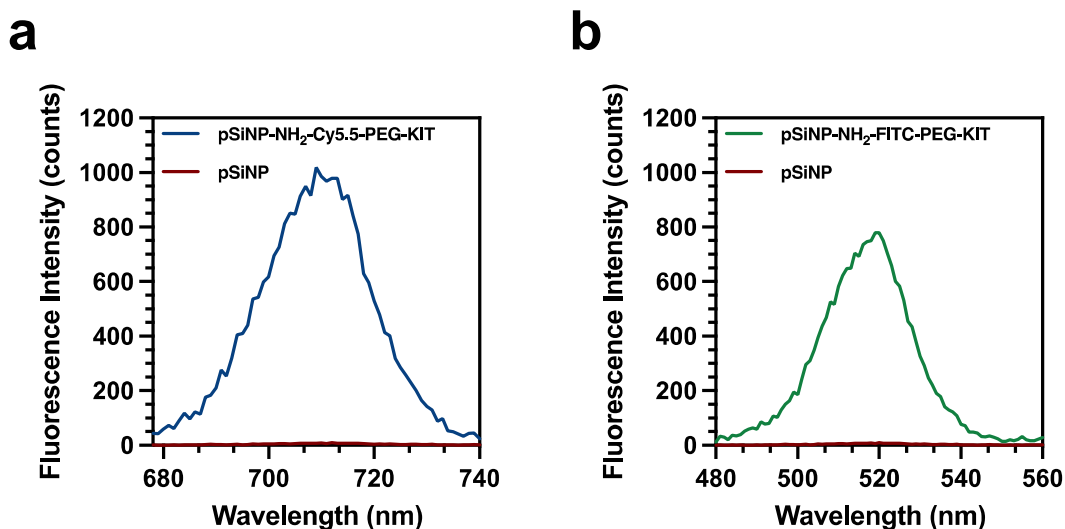 a
Fluorescence Intensity (counts)
1200
1000
800
600
400
200
0
pSiNP-NH₂-Cy5.5-PEG-KIT
pSiNP
680 700 720 740
Wavelength (nm)
b
Fluorescence Intensity (counts)
1200
1000
800
600
400
200
0
pSiNP-NH₂-FITC-PEG-KIT
pSiNP
480 500 520 540 560
Wavelength (nm)